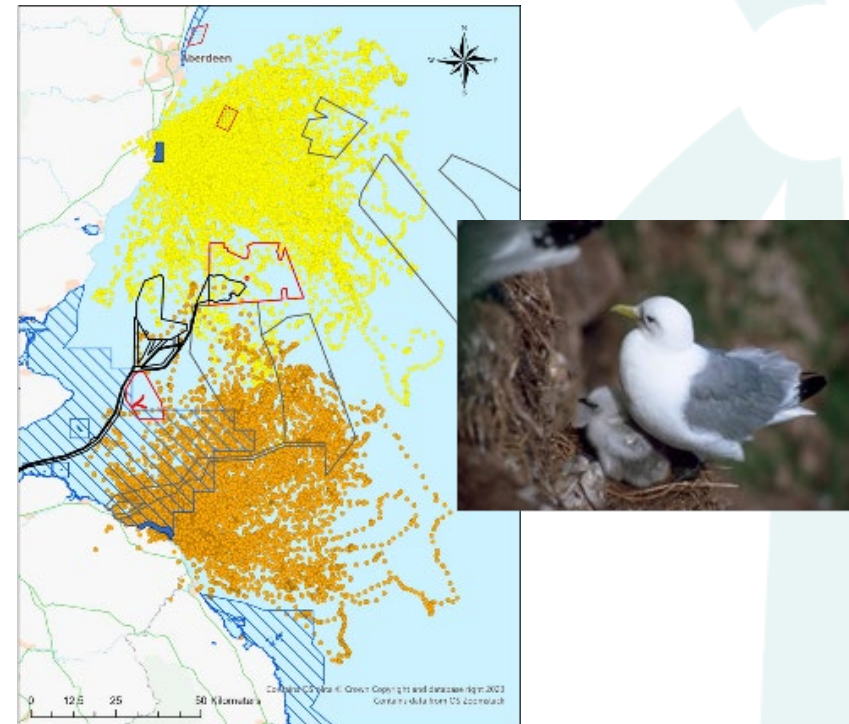 N
Aberdeen
W
E
S
Contains OS data © Crown Copyright and database right 2023
0 12.5 25 50 Kilometers
Contains data from OS Zoomstack